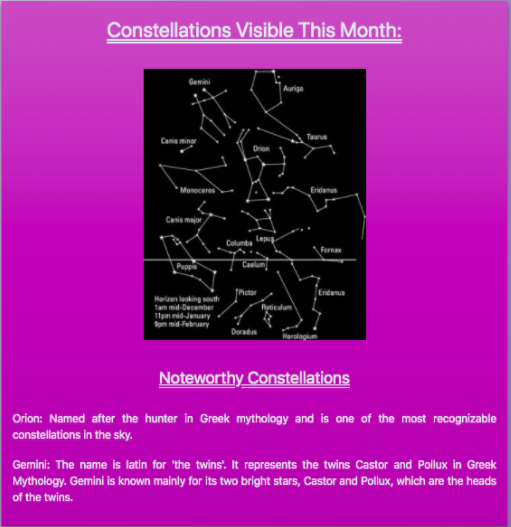 Constellations Visible This Month:
Gemini
Auriga
Canis minor
Orion
Taurus
Monoceros
Eridanus
Canis major
Columba
Lepus
Fornax
Puppis
Caelum
Horizon looking south
1am mid-December
11pm mid-January
9pm mid-February
Pictor
Reticulum
Eridanus
Doradus
Horologium
Noteworthy Constellations
Orion: Named after the hunter in Greek mythology and is one of the most recognizable
constellations in the sky.
Gemini: The name is latin for 'the twins'. It represents the twins Castor and Pollux in Greek
Mythology. Gemini is known mainly for its two bright stars, Castor and Pollux, which are the heads
of the twins.